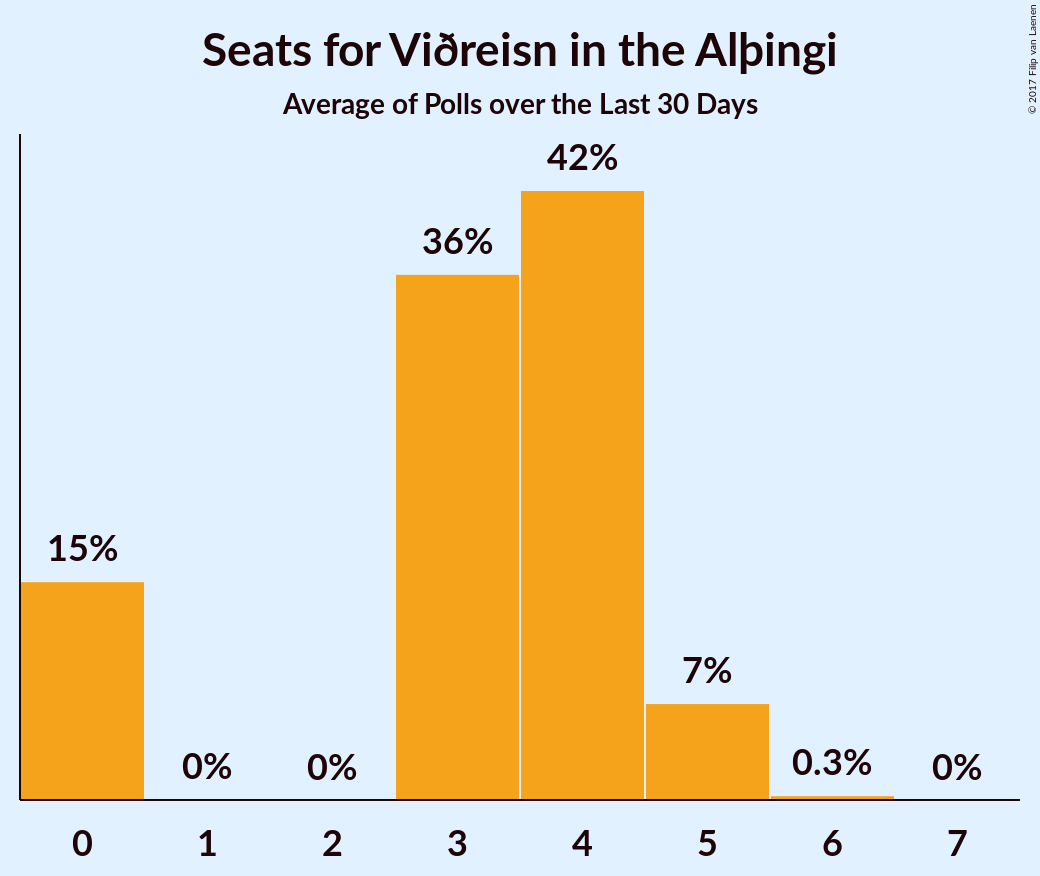 Seats for Viðreisn in the Alþingi
Average of Polls over the Last 30 Days
© 2017 Filip van Laenen
15%
0%
0%
36%
42%
7%
0.3%
0%
0 1 2 3 4 5 6 7